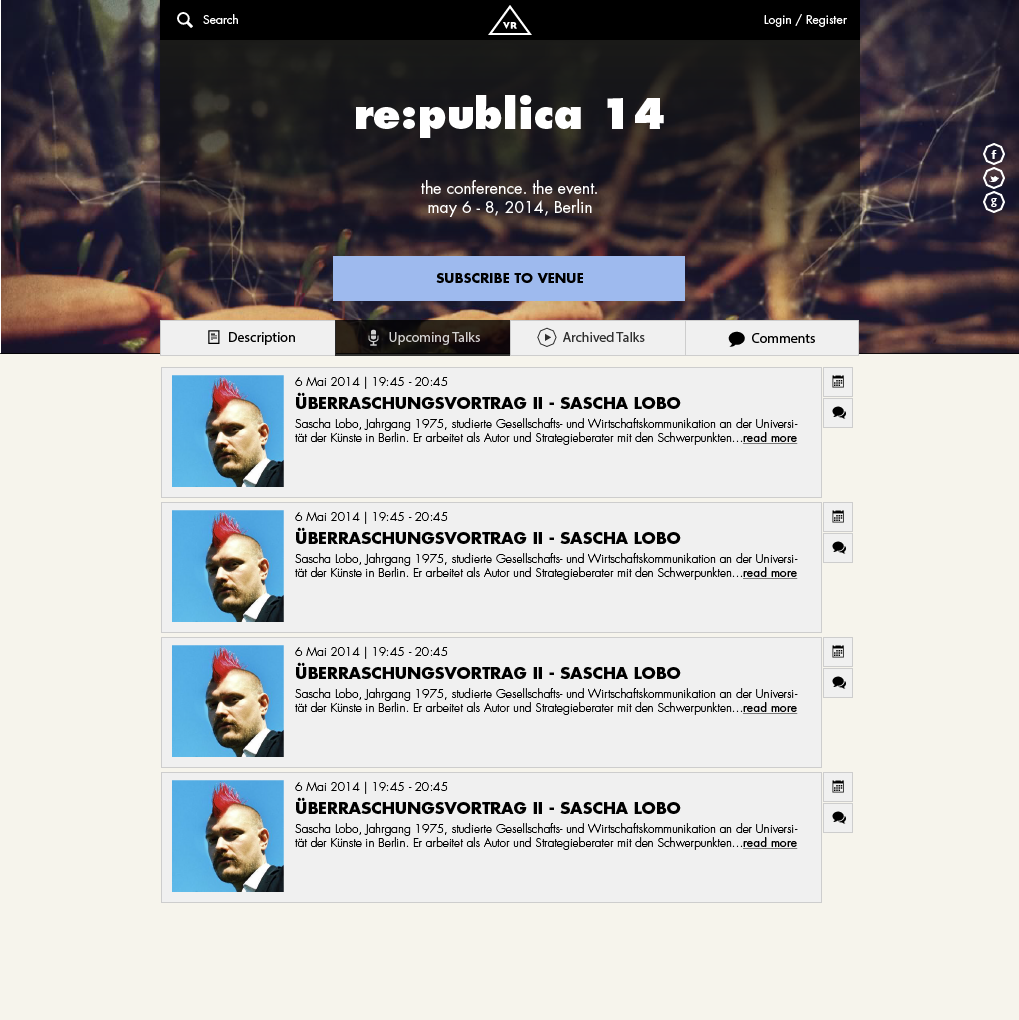 Search
VR
Login / Register
re:publica 14
the conference. the event.
may 6 - 8, 2014, Berlin
f
g
SUBSCRIBE TO VENUE
Description
Upcoming Talks
Archived Talks
Comments
6 Mai 2014 | 19:45 - 20:45
ÜBERRASCHUNGSVORTRAG II - SASCHA LOBO
Sascha Lobo, Jahrgang 1975, studierte Gesellschafts- und Wirtschaftskommunikation an der Universi-
tät der Künste in Berlin. Er arbeitet als Autor und Strategieberater mit den Schwerpunkten...read more
6 Mai 2014 | 19:45 - 20:45
ÜBERRASCHUNGSVORTRAG II - SASCHA LOBO
Sascha Lobo, Jahrgang 1975, studierte Gesellschafts- und Wirtschaftskommunikation an der Universi-
tät der Künste in Berlin. Er arbeitet als Autor und Strategieberater mit den Schwerpunkten...read more
6 Mai 2014 | 19:45 - 20:45
ÜBERRASCHUNGSVORTRAG II - SASCHA LOBO
Sascha Lobo, Jahrgang 1975, studierte Gesellschafts- und Wirtschaftskommunikation an der Universi-
tät der Künste in Berlin. Er arbeitet als Autor und Strategieberater mit den Schwerpunkten...read more
6 Mai 2014 | 19:45 - 20:45
ÜBERRASCHUNGSVORTRAG II - SASCHA LOBO
Sascha Lobo, Jahrgang 1975, studierte Gesellschafts- und Wirtschaftskommunikation an der Universi-
tät der Künste in Berlin. Er arbeitet als Autor und Strategieberater mit den Schwerpunkten...read more